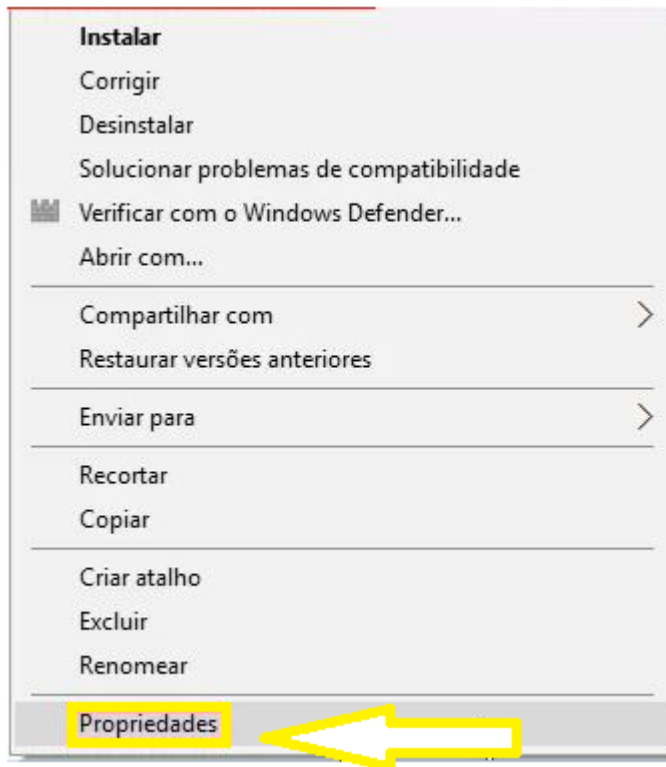 Instalar
Corrigir
Desinstalar
Solucionar problemas de compatibilidade
Verificar com o Windows Defender...
Abrir com...
Compartilhar com
Restaurar versões anteriores
Enviar para
Recortar
Copiar
Criar atalho
Excluir
Renomear
Propriedades